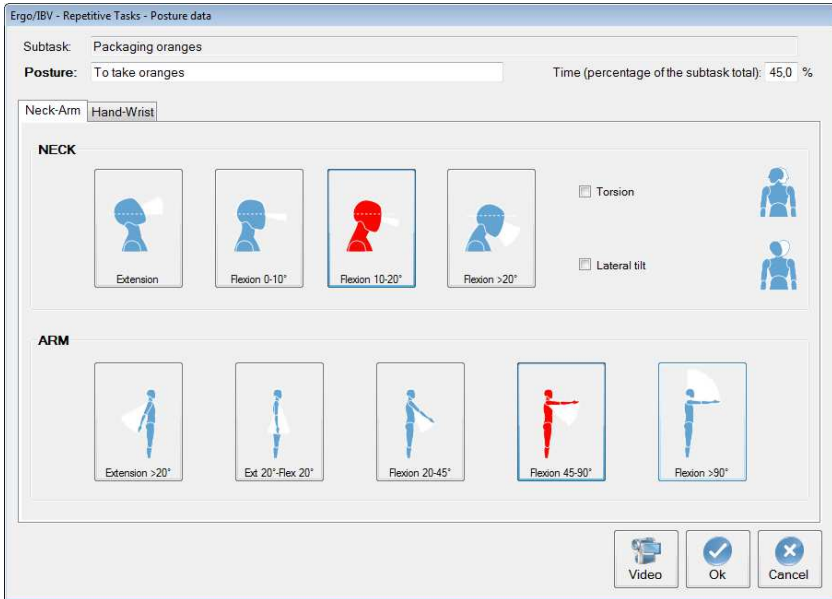 Ergo/IBV - Repetitive Tasks - Posture data
Subtask: Packaging oranges
Posture: To take oranges Time (percentage of the subtask total): 45,0 %
Neck-Arm Hand-Wrist
NECK
Torsion
Lateral tilt
Extension Flexion 0-10° Flexion 10-20° Flexion >20°
ARM
Extension >20° Ext 20°-Flex 20° Flexion 20-45° Flexion 45-90° Flexion >90°
Video Ok Cancel